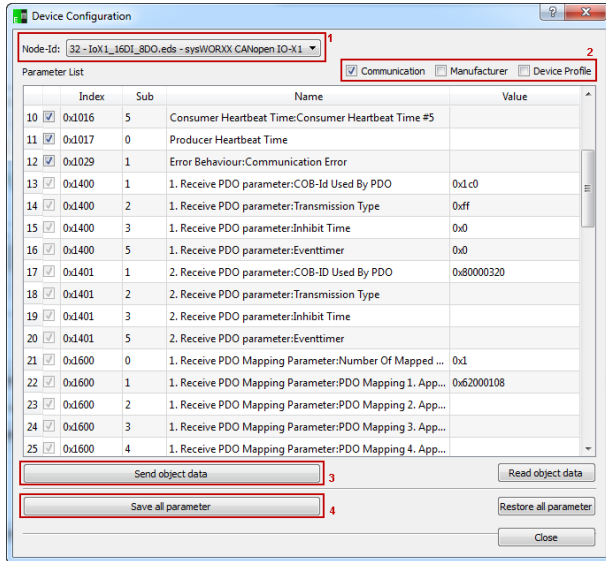 Device Configuration
1
Node-Id: 32 - IoX1_16DI_8DO.eds - sysWORXX CANopen IO-X1
2
Parameter List Communication Manufacturer Device Profile
Index Sub Name Value
10 0x1016 5 Consumer Heartbeat Time:Consumer Heartbeat Time #5
11 0x1017 0 Producer Heartbeat Time
12 0x1029 1 Error Behaviour:Communication Error
13 0x1400 1 1. Receive PDO parameter:COB-Id Used By PDO 0x1c0
14 0x1400 2 1. Receive PDO parameter:Transmission Type 0xff
15 0x1400 3 1. Receive PDO parameter:Inhibit Time 0x0
16 0x1400 5 1. Receive PDO parameter:Eventtimer 0x0
17 0x1401 1 2. Receive PDO parameter:COB-ID Used By PDO 0x80000320
18 0x1401 2 2. Receive PDO parameter:Transmission Type
19 0x1401 3 2. Receive PDO parameter:Inhibit Time
20 0x1401 5 2. Receive PDO parameter:Eventtimer
21 0x1600 0 1. Receive PDO Mapping Parameter:Number Of Mapped ... 0x1
22 0x1600 1 1. Receive PDO Mapping Parameter:PDO Mapping 1. App... 0x62000108
23 0x1600 2 1. Receive PDO Mapping Parameter:PDO Mapping 2. App...
24 0x1600 3 1. Receive PDO Mapping Parameter:PDO Mapping 3. App...
25 0x1600 4 1. Receive PDO Mapping Parameter:PDO Mapping 4. App...
Send object data 3 Read object data
Save all parameter 4 Restore all parameter
Close